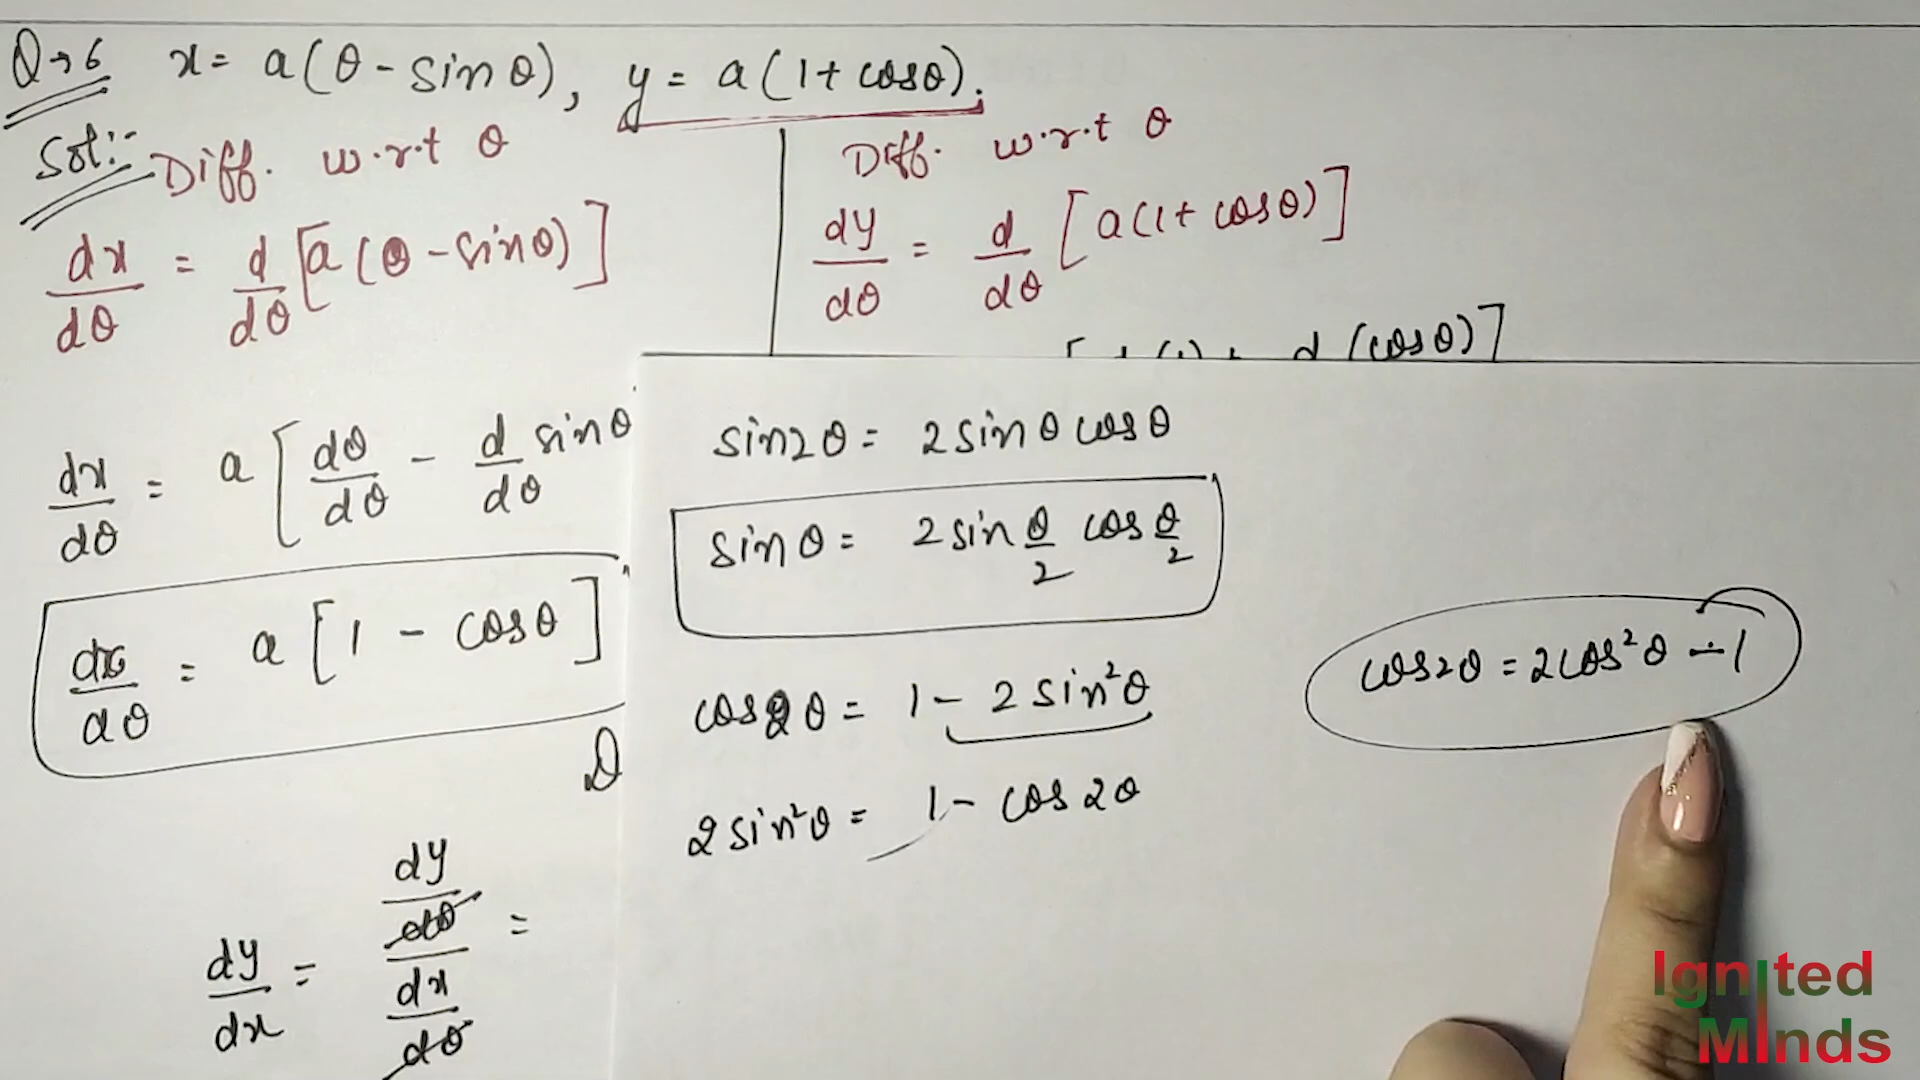 Q→6 x = a(θ - sinθ), y = a(1 + cosθ).
Sol:- Diff. w.r.t θ
dx/dθ = d/dθ [a(θ - sinθ)]
dx/dθ = a [dθ/dθ - d/dθ sinθ
dx/dθ = a [1 - cosθ]
dy/dx = dy/dθ / dx/dθ =
Diff. w.r.t θ
dy/dθ = d/dθ [a(1 + cosθ)]
d (cosθ)]
sin2θ = 2sinθ cosθ
sinθ = 2sin θ/2 cos θ/2
cos2θ = 1 - 2sin²θ
2sin²θ = 1 - cos2θ
cos2θ = 2cos²θ - 1
Ignited
Minds